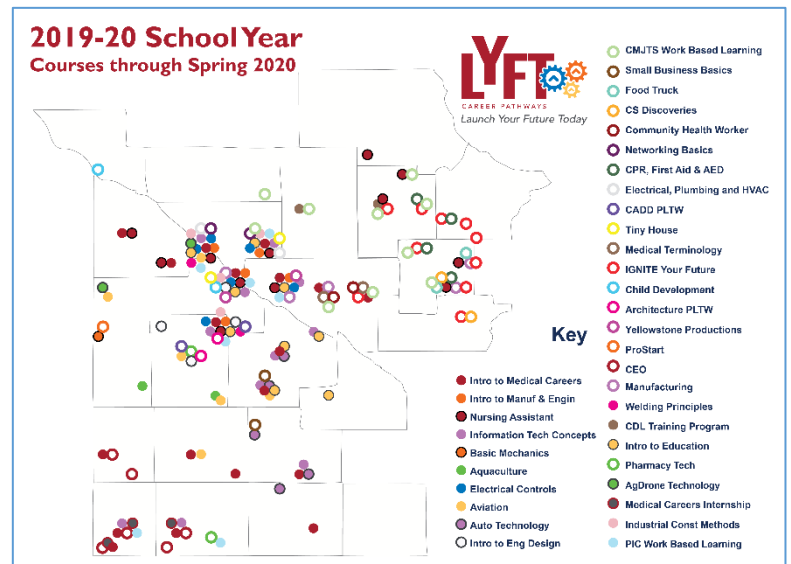 2019-20 School Year
Courses through Spring 2020
LYFT
CAREER PATHWAYS
Launch Your Future Today
CMJTS Work Based Learning
Small Business Basics
Food Truck
CS Discoveries
Community Health Worker
Networking Basics
CPR, First Aid & AED
Electrical, Plumbing and HVAC
CADD PLTW
Tiny House
Medical Terminology
IGNITE Your Future
Child Development
Architecture PLTW
Yellowstone Productions
ProStart
CEO
Manufacturing
Welding Principles
CDL Training Program
Intro to Education
Pharmacy Tech
AgDrone Technology
Medical Careers Internship
Industrial Const Methods
PIC Work Based Learning
Key
Intro to Medical Careers
Intro to Manuf & Engin
Nursing Assistant
Information Tech Concepts
Basic Mechanics
Aquaculture
Electrical Controls
Aviation
Auto Technology
Intro to Eng Design